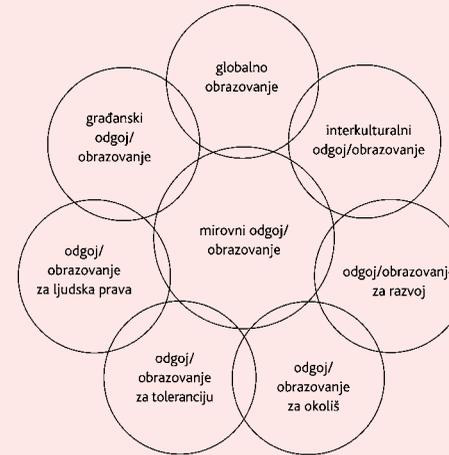 globalno
obrazovanje
građanski
odgoj/
obrazovanje
interkulturalni
odgoj/obrazovanje
mirovni odgoj/
obrazovanje
odgoj/
obrazovanje
za ljudska prava
odgoj/obrazovanj
za razvoj
odgoj/
obrazovanje
za toleranciju
odgoj/
obrazovanje
za okoliš